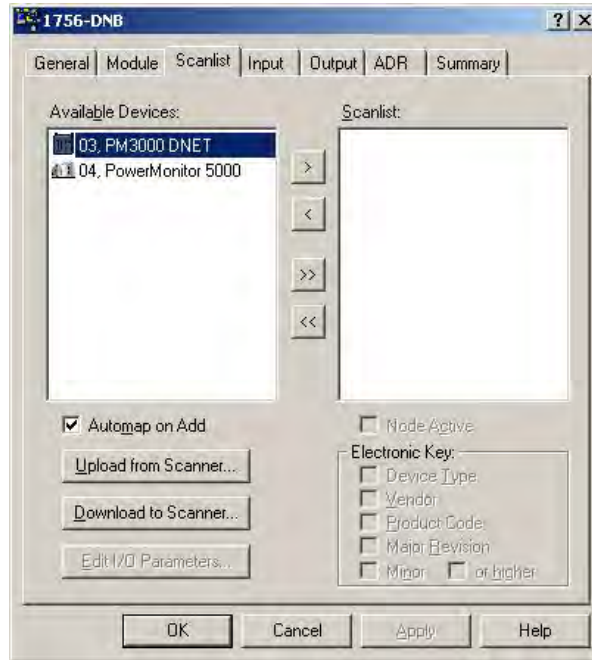 1756-DNB
General Module Scanlist Input Output ADR Summary
Available Devices: Scanlist:
03, PM3000 DNET
04, PowerMonitor 5000
>
<
>>
<<
Automap on Add
Node Active
Upload from Scanner...
Download to Scanner...
Edit I/O Parameters...
Electronic Key:
Device Type
Vendor
Product Code
Major Revision
Minor or higher
OK Cancel Apply Help